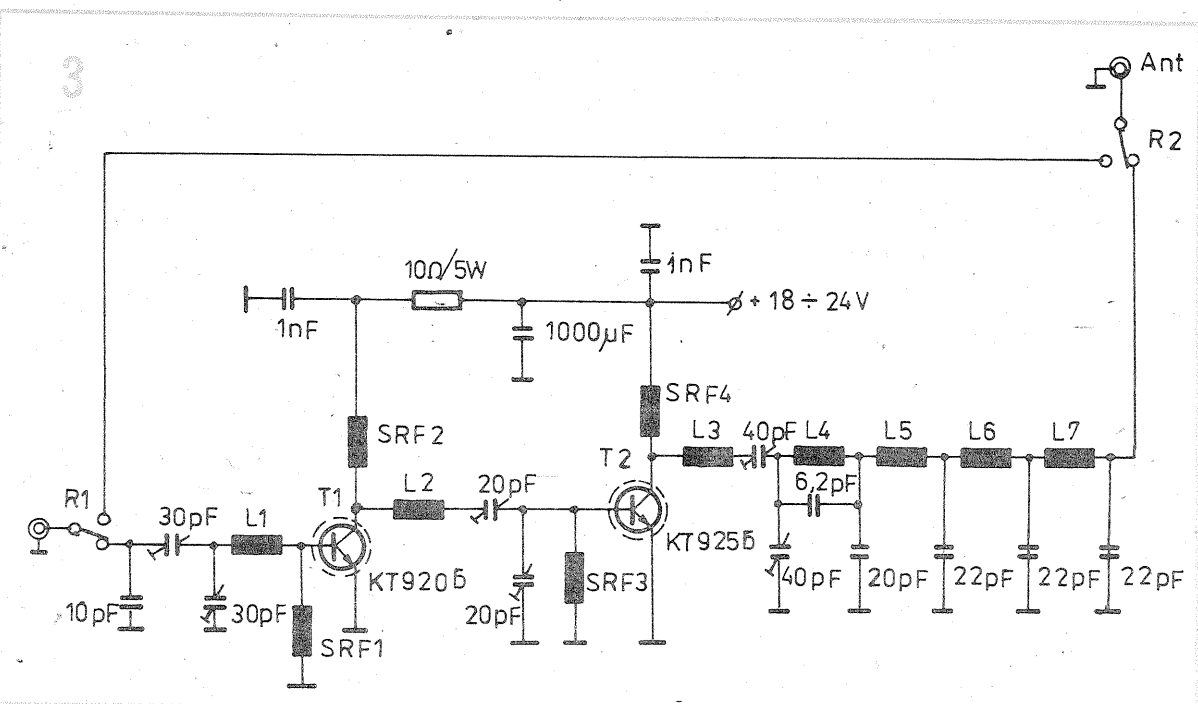 3
Ant
R2
10Ω/5W
1nF
+ 18 ÷ 24V
1nF
1000µF
SRF4
SRF2
L3
40pF
L4
L5
L6
L7
T2
6,2pF
L2
20pF
T1
R1
30pF
L1
KT925б
KT920б
SRF3
40pF
20pF
22pF
22pF
22pF
10pF
30pF
20pF
SRF1